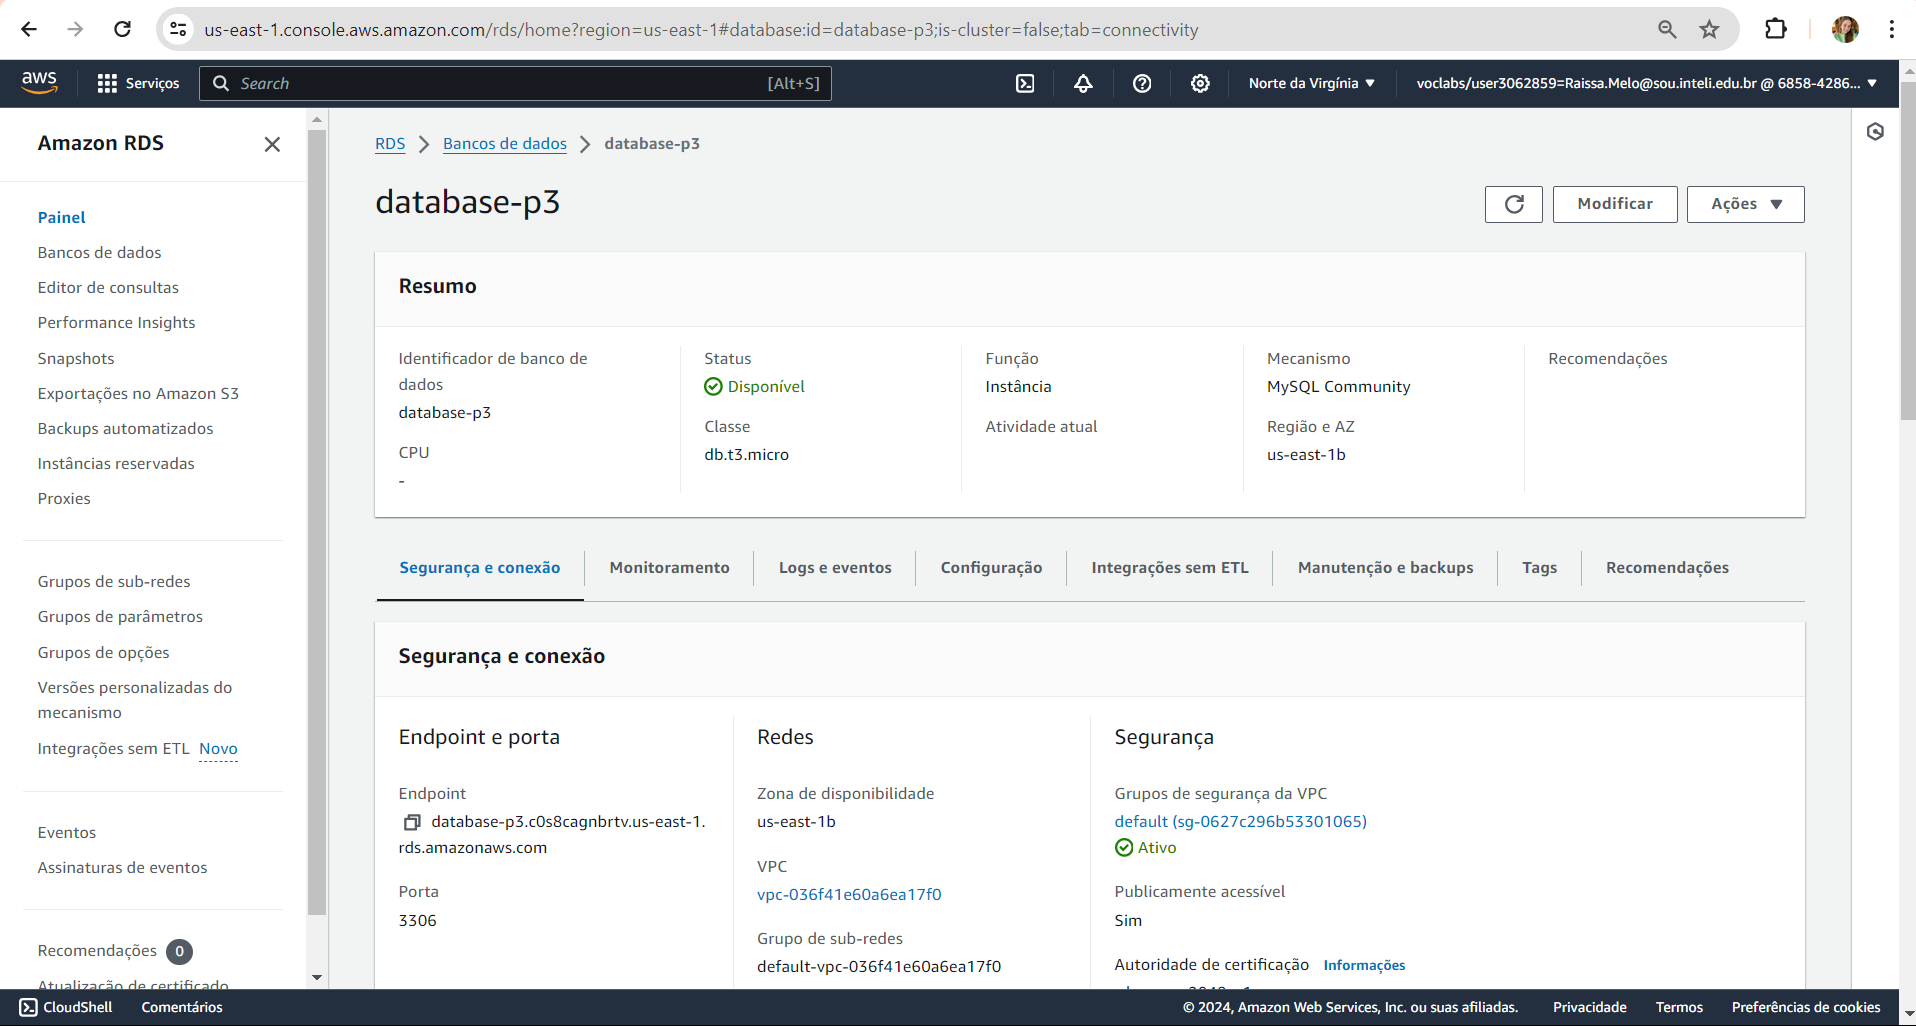 us-east-1.console.aws.amazon.com/rds/home?region=us-east-1#database:id=database-p3;is-cluster=false;tab=connectivity
aws
Serviços
Search
[Alt+S]
Norte da Virgínia
voclabs/user3062859=Raissa.Melo@sou.inteli.edu.br @ 6858-4286...
Amazon RDS
Painel
Bancos de dados
Editor de consultas
Performance Insights
Snapshots
Exportações no Amazon S3
Backups automatizados
Instâncias reservadas
Proxies
Grupos de sub-redes
Grupos de parâmetros
Grupos de opções
Versões personalizadas do
mecanismo
Integrações sem ETL Novo
Eventos
Assinaturas de eventos
Recomendações 0
Atualização de certificado
RDS > Bancos de dados > database-p3
database-p3
Modificar
Ações
Resumo
Identificador de banco de
dados
database-p3
CPU
-
Status
Disponível
Classe
db.t3.micro
Função
Instância
Atividade atual
Mecanismo
MySQL Community
Região e AZ
us-east-1b
Recomendações
Segurança e conexão
Monitoramento
Logs e eventos
Configuração
Integrações sem ETL
Manutenção e backups
Tags
Recomendações
Segurança e conexão
Endpoint e porta
Endpoint
database-p3.c0s8cagnbrtv.us-east-1.
rds.amazonaws.com
Porta
3306
Redes
Zona de disponibilidade
us-east-1b
VPC
vpc-036f41e60a6ea17f0
Grupo de sub-redes
default-vpc-036f41e60a6ea17f0
Segurança
Grupos de segurança da VPC
default (sg-0627c296b53301065)
Ativo
Publicamente acessível
Sim
Autoridade de certificação Informações
CloudShell
Comentários
© 2024, Amazon Web Services, Inc. ou suas afiliadas.
Privacidade
Termos
Preferências de cookies